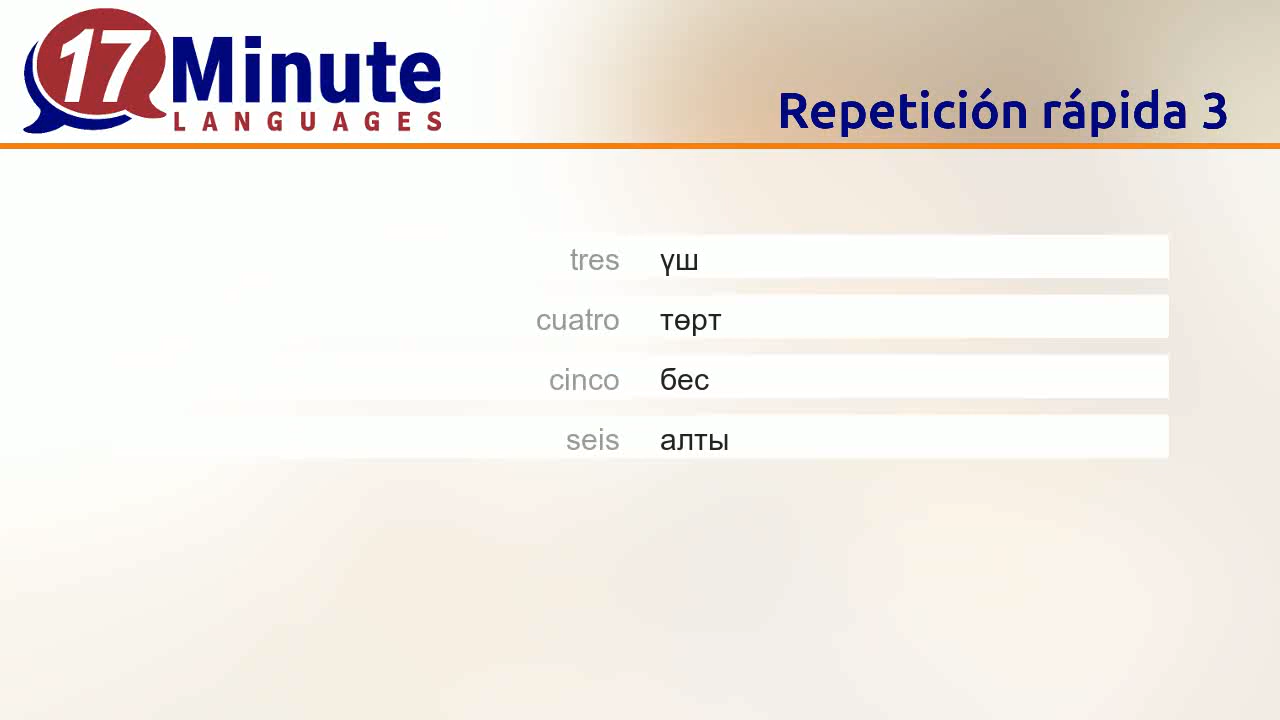 17 Minute
LANGUAGES
Repetición rápida 3
tres үш
cuatro төрт
cinco бес
seis алты